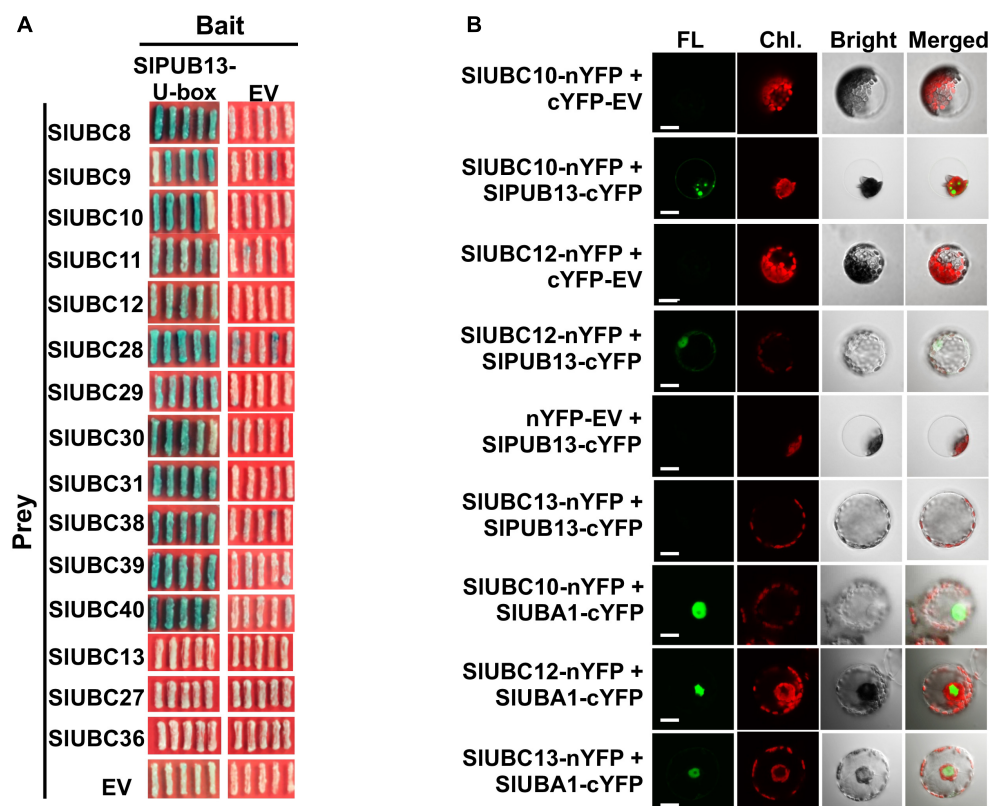 A
Bait
SlPUB13-
U-box
EV
Prey
SlUBC8
SlUBC9
SlUBC10
SlUBC11
SlUBC12
SlUBC28
SlUBC29
SlUBC30
SlUBC31
SlUBC38
SlUBC39
SlUBC40
SlUBC13
SlUBC27
SlUBC36
EV
B
FL Chl. Bright Merged
SlUBC10-nYFP +
cYFP-EV
SlUBC10-nYFP +
SlPUB13-cYFP
SlUBC12-nYFP +
cYFP-EV
SlUBC12-nYFP +
SlPUB13-cYFP
nYFP-EV +
SlPUB13-cYFP
SlUBC13-nYFP +
SlPUB13-cYFP
SlUBC10-nYFP +
SlUBA1-cYFP
SlUBC12-nYFP +
SlUBA1-cYFP
SlUBC13-nYFP +
SlUBA1-cYFP